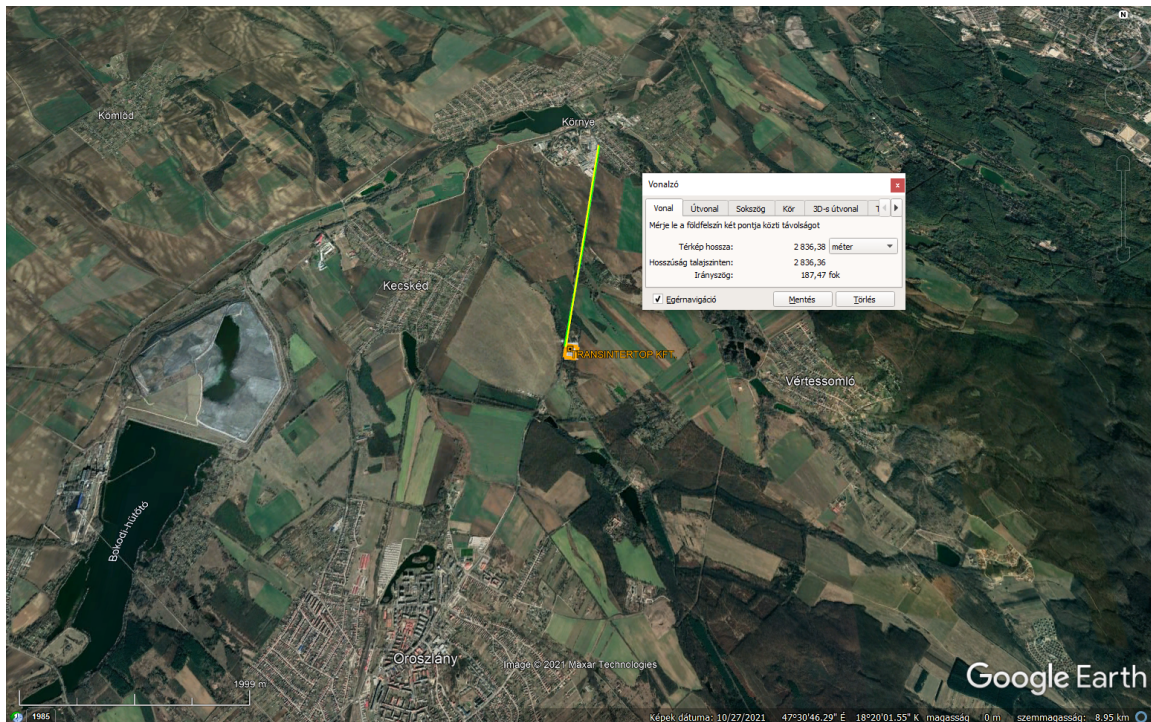 N
Kömlőd
Környe
Vonalzó
x
Vonal Útvonal Sokszög Kör 3D-s útvonal
Mérje le a földfelszín két pontja közti távolságot
Térkép hossza: 2 836,38 méter
Hosszúság talajszinten: 2 836,36
Irányszög: 187,47 fok
Egérnavigáció Mentés Törlés
Kecskéd
TRANSINTERTOP KFT.
Vértessomló
Bokodi-hűtőtó
Oroszlány
Image © 2021 Maxar Technologies
Google Earth
1999 m
1985
Képek dátuma: 10/27/2021 47°30'46.29" É 18°20'01.55" K magasság 0 m szemmagasság: 8.95 km